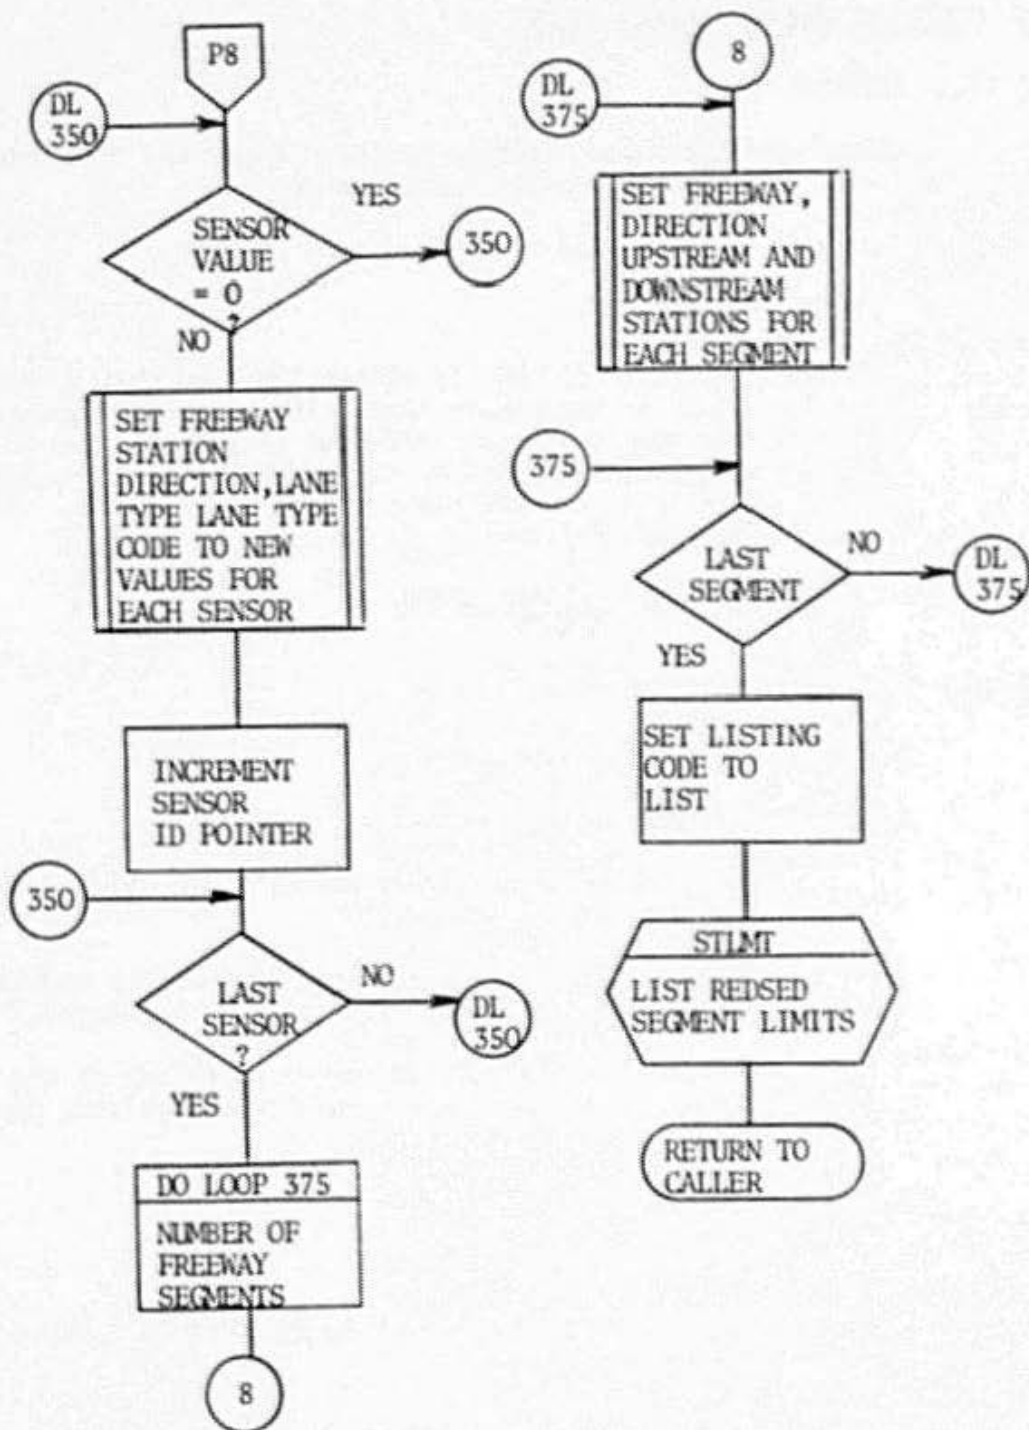 P8
DL
350
SENSOR
VALUE
= 0
?
YES
350
NO
SET FREEWAY
STATION
DIRECTION,LANE
TYPE LANE TYPE
CODE TO NEW
VALUES FOR
EACH SENSOR
INCREMENT
SENSOR
ID POINTER
350
LAST
SENSOR
?
NO
DL
350
YES
DO LOOP 375
NUMBER OF
FREEWAY
SEGMENTS
8
8
DL
375
SET FREEWAY,
DIRECTION
UPSTREAM AND
DOWNSTREAM
STATIONS FOR
EACH SEGMENT
375
LAST
SEGMENT
NO
DL
375
YES
SET LISTING
CODE TO
LIST
STLMT
LIST REDSED
SEGMENT LIMITS
RETURN TO
CALLER